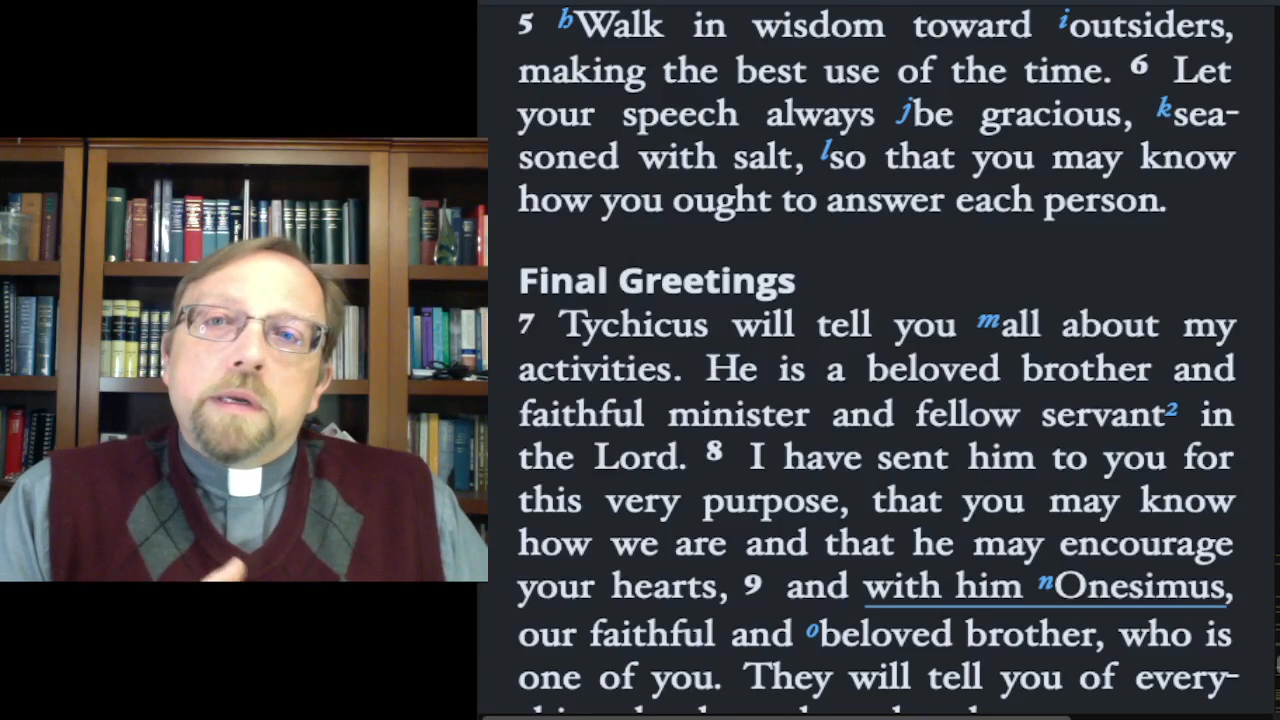 5 hWalk in wisdom toward ioutsiders,
making the best use of the time. 6 Let
your speech always jbe gracious, ksea-
soned with salt, lso that you may know
how you ought to answer each person.
Final Greetings
7 Tychicus will tell you mall about my
activities. He is a beloved brother and
faithful minister and fellow servant2 in
the Lord. 8 I have sent him to you for
this very purpose, that you may know
how we are and that he may encourage
your hearts, 9 and with him nOnesimus,
our faithful and obeloved brother, who is
one of you. They will tell you of every-